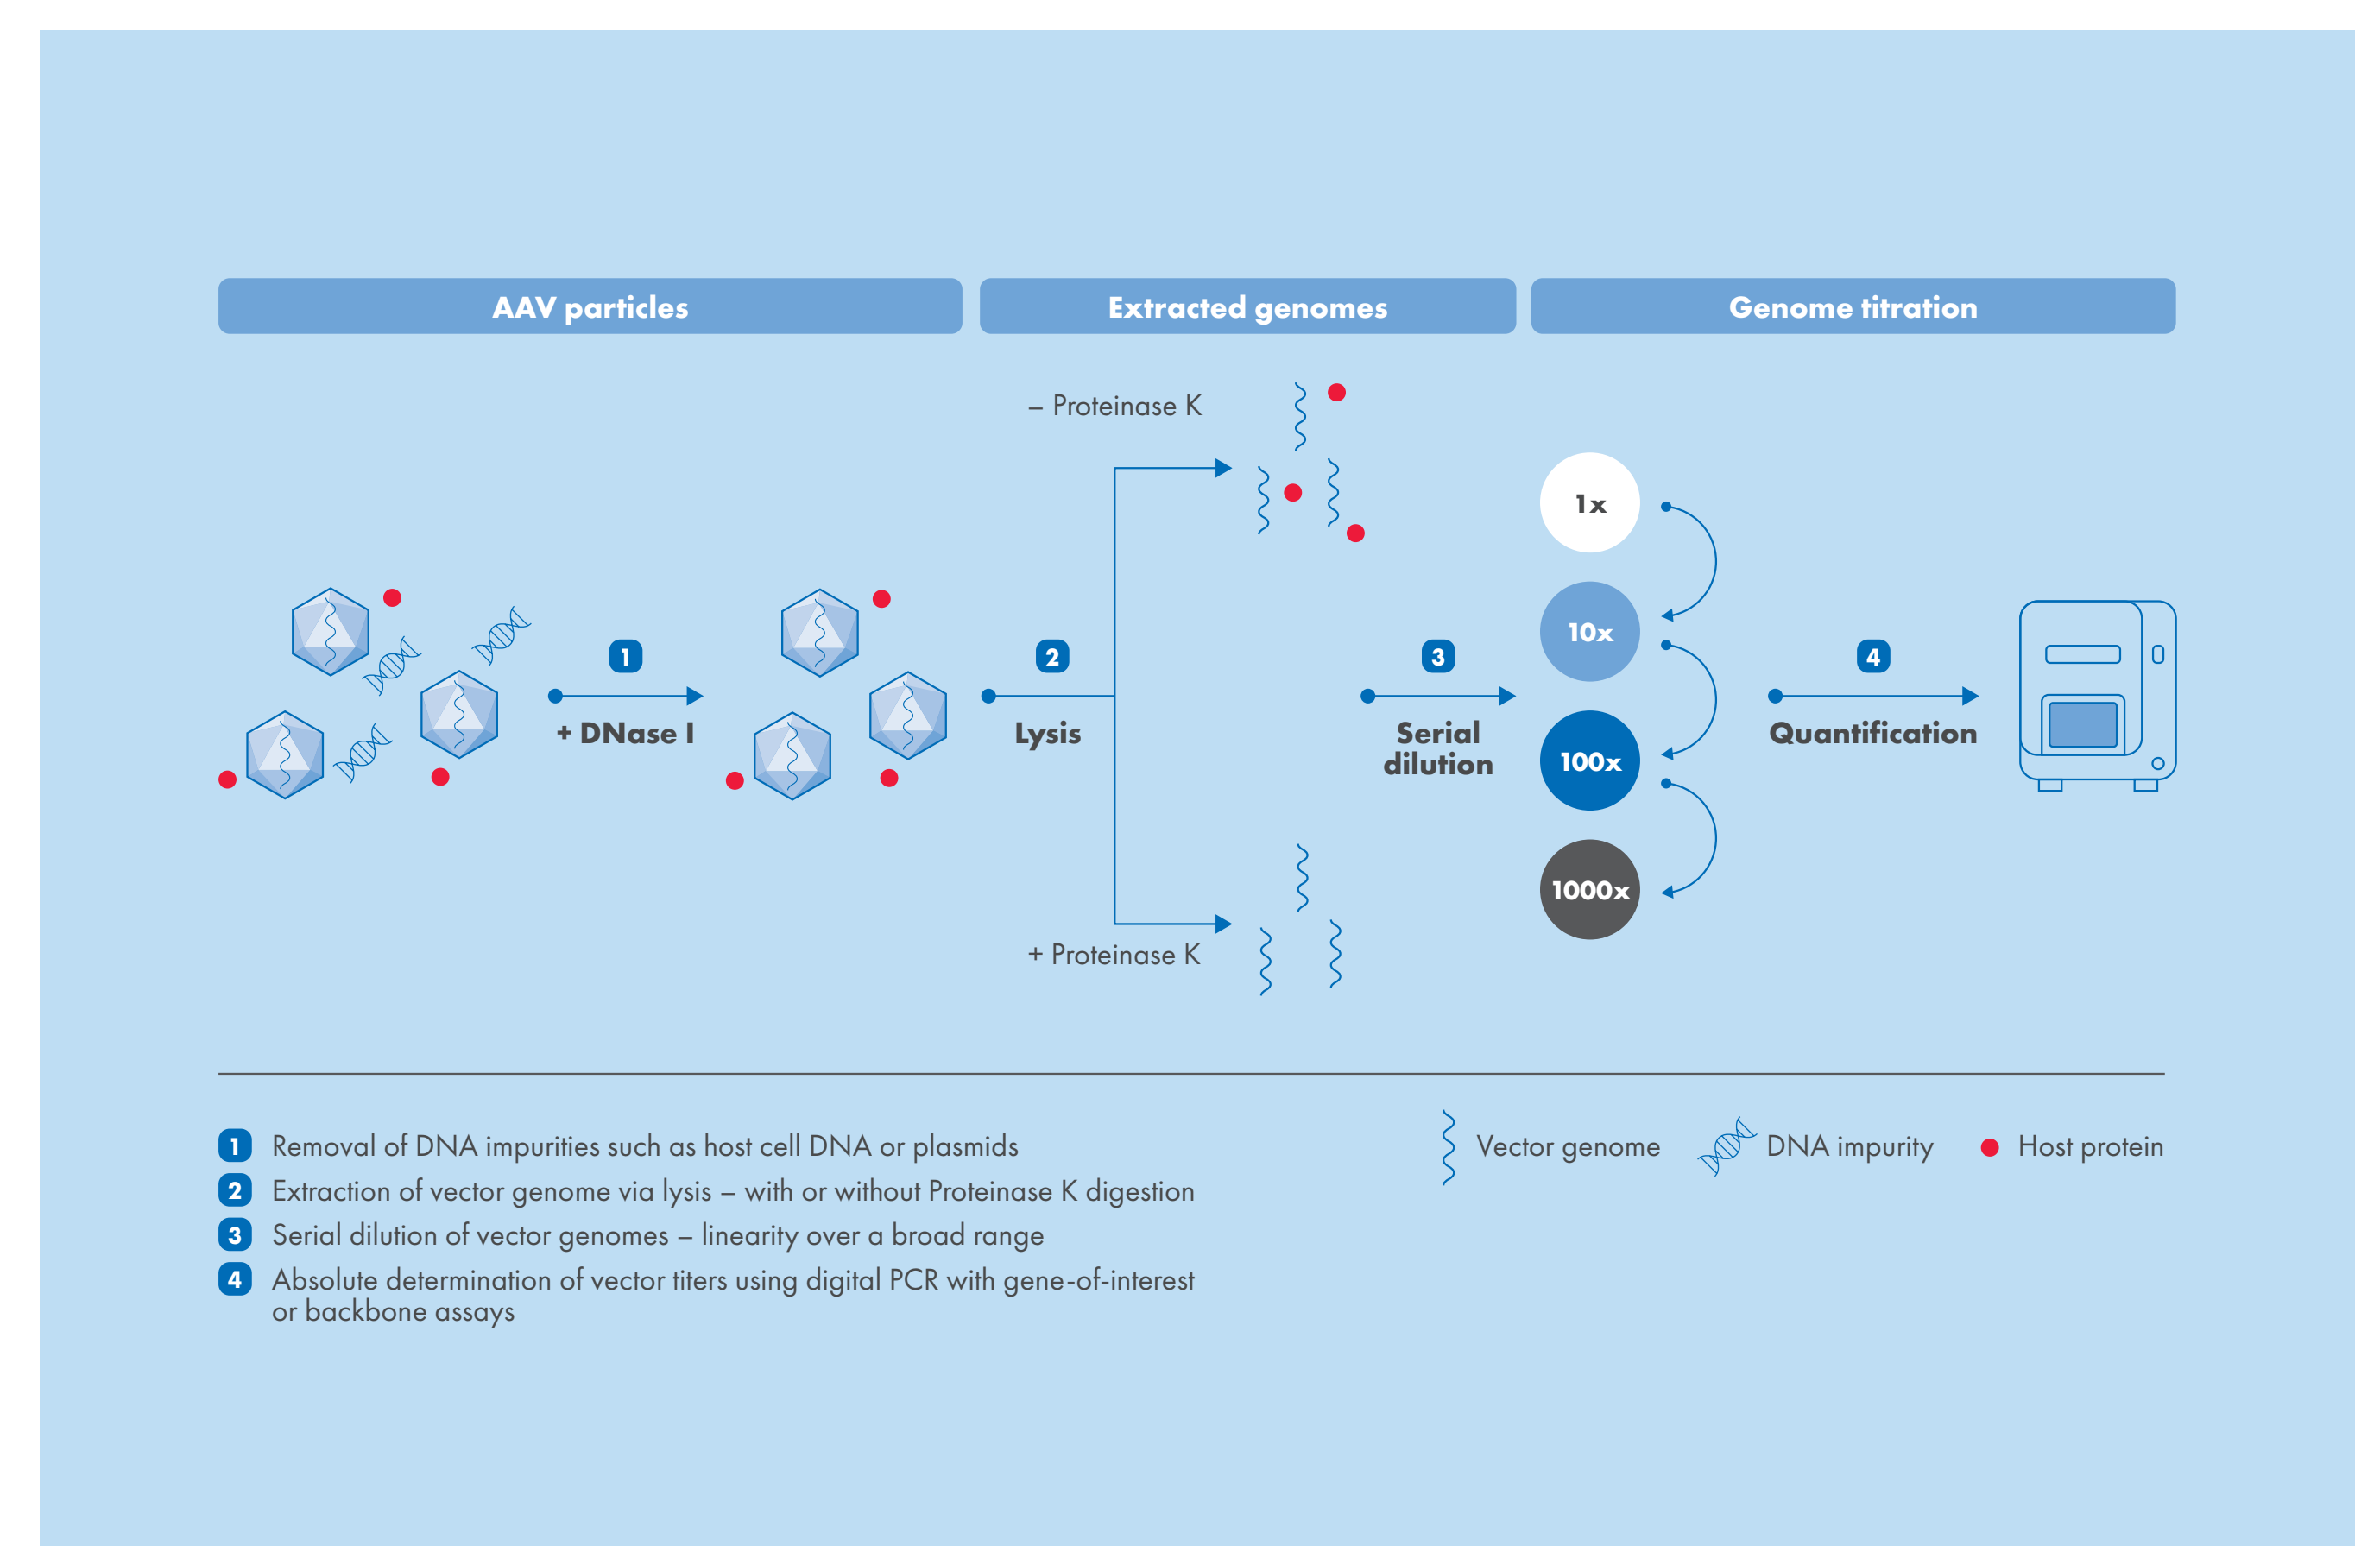 AAV particles
Extracted genomes
Genome titration
– Proteinase K
1x
10x
1
2
3
4
+ DNase I
Lysis
Serial
dilution
Quantification
100x
1000x
+ Proteinase K
1 Removal of DNA impurities such as host cell DNA or plasmids
2 Extraction of vector genome via lysis – with or without Proteinase K digestion
3 Serial dilution of vector genomes – linearity over a broad range
4 Absolute determination of vector titers using digital PCR with gene-of-interest
or backbone assays
Vector genome
DNA impurity
Host protein